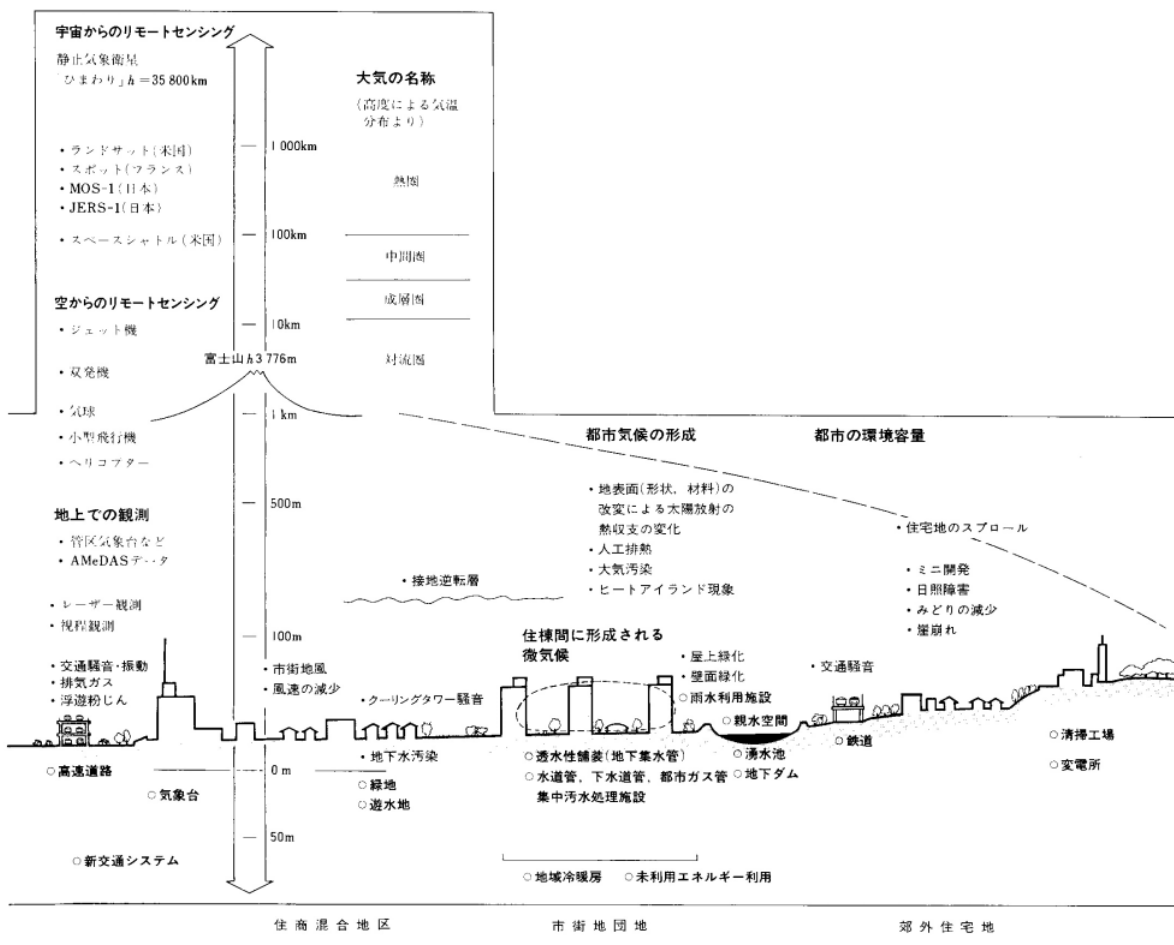 宇宙からのリモートセンシング
静止気象衛星
「ひまわり」h＝35 800km
・ランドサット(米国)
・スポット(フランス)
・MOS-1(日本)
・JERS-1(日本)
・スペースシャトル(米国)
空からのリモートセンシング
・ジェット機
・双発機
・気球
・小型飛行機
・ヘリコプター
地上での観測
・管区気象台など
・AMeDASデータ
・レーザー観測
・視程観測
・交通騒音・振動
・排気ガス
・浮遊粉じん
○高速道路
○気象台
○新交通システム
1 000km
100km
10km
富士山h3 776m
1 km
500m
100m
0 m
50m
大気の名称
(高度による気温
分布より)
熱圏
中間圏
成層圏
対流圏
・市街地風
・風速の減少
・接地逆転層
・クーリングタワー騒音
・地下水汚染
○緑地
○遊水地
都市気候の形成
・地表面(形状，材料)の
改変による太陽放射の
熱収支の変化
・人工排熱
・大気汚染
・ヒートアイランド現象
住棟間に形成される
微気候
・屋上緑化
・壁面緑化
○雨水利用施設
○親水空間
○透水性舗装(地下集水管)
○水道管，下水道管，都市ガス管
集中汚水処理施設
○湧水池
○地下ダム
○地域冷暖房
○未利用エネルギー利用
都市の環境容量
・住宅地のスプロール
・ミニ開発
・日照障害
・みどりの減少
・崖崩れ
・交通騒音
○鉄道
○清掃工場
○変電所
住商混合地区
市街地団地
郊外住宅地